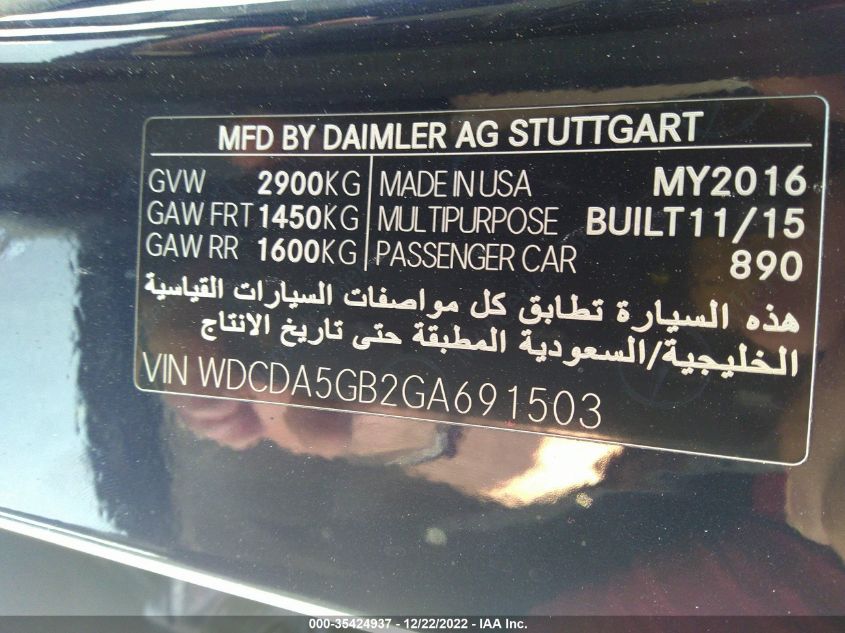 MFD BY DAIMLER AG STUTTGART
GVW 2900KG MADE IN USA MY2016
GAW FRT 1450KG MULTIPURPOSE BUILT 11/15
GAW RR 1600KG PASSENGER CAR 890
هذه السيارة تطابق كل مواصفات السيارات القياسية
الخليجية/السعودية المطبقة حتى تاريخ الانتاج
VIN WDCDA5GB2GA691503
000-35424937 - 12/22/2022 - IAA Inc.